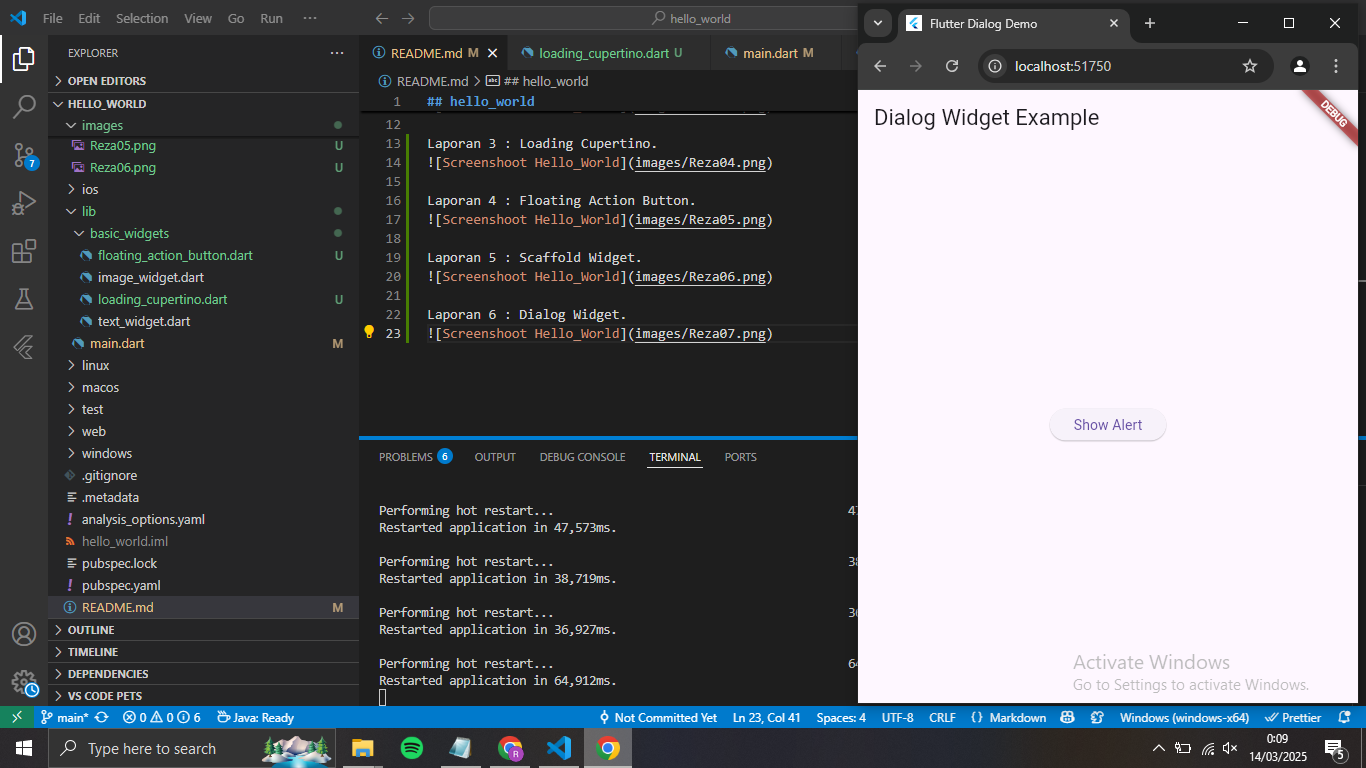 File Edit Selection View Go Run ···
hello_world
EXPLORER
OPEN EDITORS
HELLO_WORLD
images
Reza05.png U
Reza06.png U
ios
lib
basic_widgets
floating_action_button.dart U
image_widget.dart
loading_cupertino.dart U
text_widget.dart
main.dart M
linux
macos
test
web
windows
.gitignore
.metadata
analysis_options.yaml
hello_world.iml
pubspec.lock
pubspec.yaml
README.md M
OUTLINE
TIMELINE
DEPENDENCIES
VS CODE PETS
7
README.md M loading_cupertino.dart U main.dart M
README.md > ## hello_world
1 ## hello_world
12
13 Laporan 3 : Loading Cupertino.
14 ![Screenshoot Hello_World](images/Reza04.png)
15
16 Laporan 4 : Floating Action Button.
17 ![Screenshoot Hello_World](images/Reza05.png)
18
19 Laporan 5 : Scaffold Widget.
20 ![Screenshoot Hello_World](images/Reza06.png)
21
22 Laporan 6 : Dialog Widget.
23 ![Screenshoot Hello_World](images/Reza07.png)
PROBLEMS 6 OUTPUT DEBUG CONSOLE TERMINAL PORTS
Performing hot restart...
Restarted application in 47,573ms.
Performing hot restart... 38
Restarted application in 38,719ms.
Performing hot restart... 36
Restarted application in 36,927ms.
Performing hot restart... 64
Restarted application in 64,912ms.
Flutter Dialog Demo
localhost:51750
Dialog Widget Example
DEBUG
Show Alert
Activate Windows
Go to Settings to activate Windows.
main* 0 0 6 Java: Ready Not Committed Yet Ln 23, Col 41 Spaces: 4 UTF-8 CRLF {} Markdown Windows (windows-x64) Prettier
Type here to search
R
0:09
14/03/2025
5